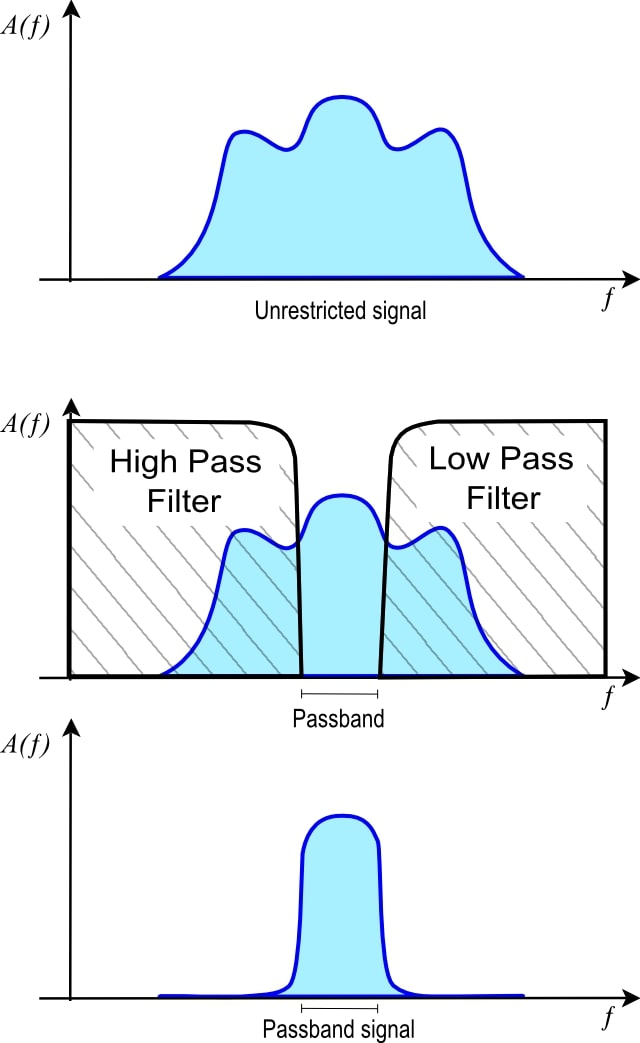 A(f)
f
Unrestricted signal
A(f)
High Pass
Filter
Low Pass
Filter
f
Passband
A(f)
f
Passband signal